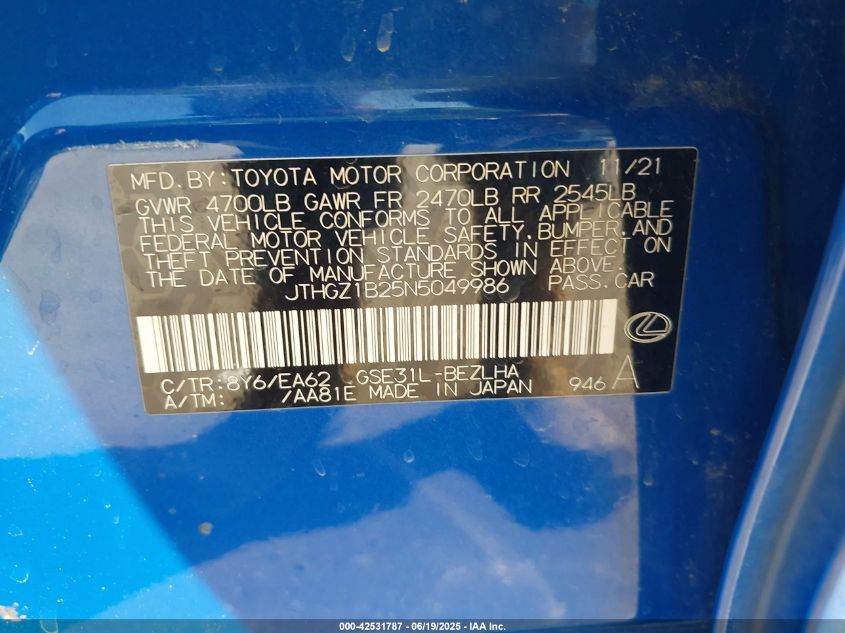 MFD.BY:TOYOTA MOTOR CORPORATION 11/21
GVWR 4700LB GAWR FR 2470LB RR 2545LB
THIS VEHICLE CONFORMS TO ALL APPLICABLE
FEDERAL MOTOR VEHICLE SAFETY,BUMPER,AND
THEFT PREVENTION STANDARDS IN EFFECT ON
THE DATE OF MANUFACTURE SHOWN ABOVE.
JTHGZ1B25N5049986 PASS.CAR
C/TR:8Y6/EA62 GSE31L-BEZLHA
A/TM: /AA81E MADE IN JAPAN 946 A
000-42531787 - 06/19/2025 - IAA Inc.